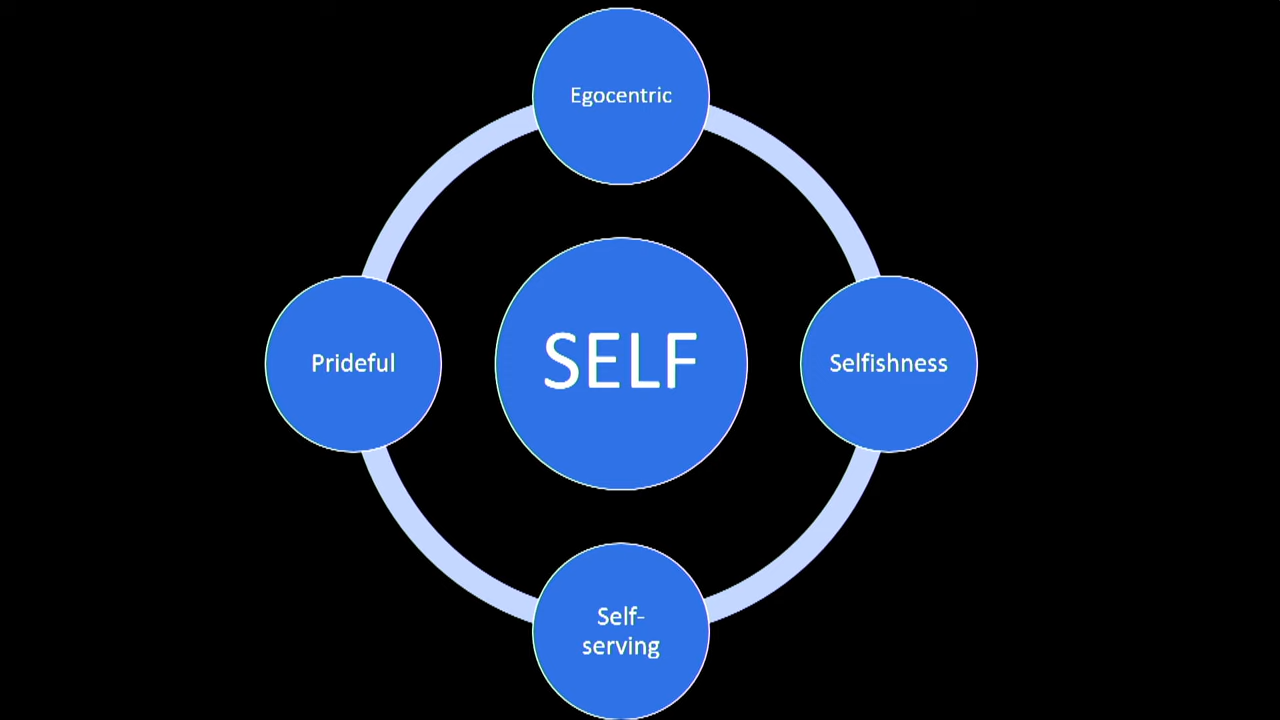 Egocentric
Prideful
SELF
Selfishness
Self-
serving